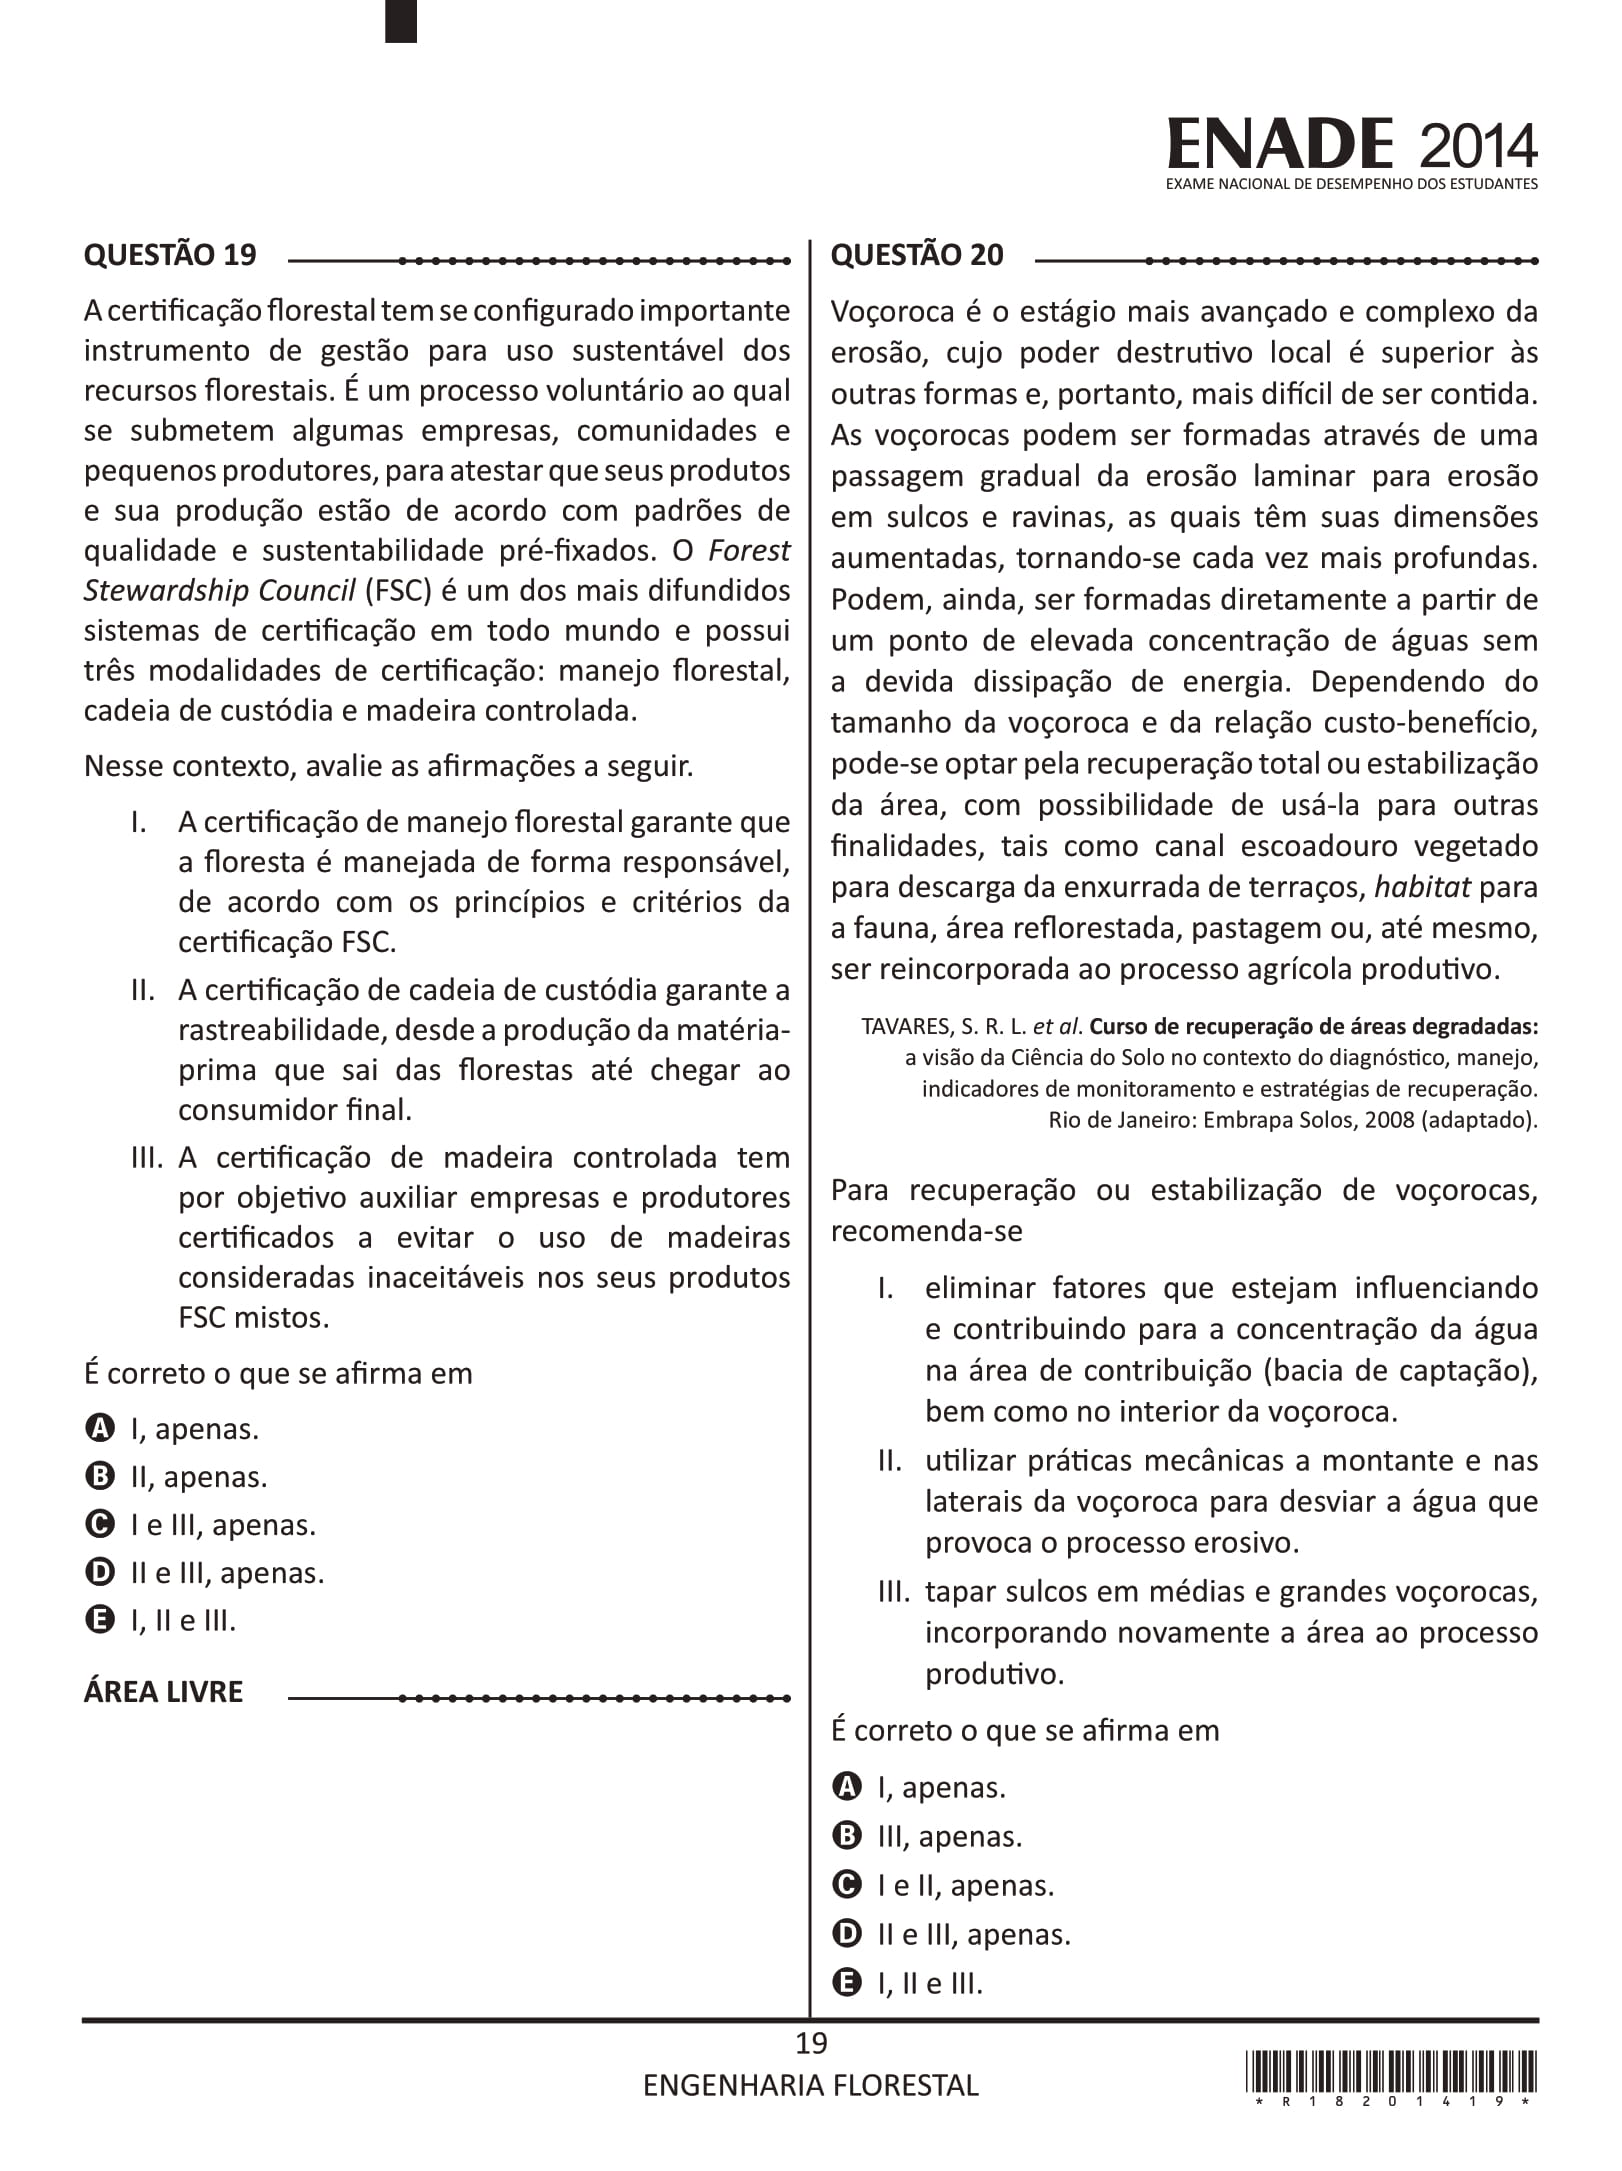 ENADE 2014
EXAME NACIONAL DE DESEMPENHO DOS ESTUDANTES
QUESTÃO 19
A certificação florestal tem se configurado importante
instrumento de gestão para uso sustentável dos
recursos florestais. É um processo voluntário ao qual
se submetem algumas empresas, comunidades e
pequenos produtores, para atestar que seus produtos
e sua produção estão de acordo com padrões de
qualidade e sustentabilidade pré-fixados. O Forest
Stewardship Council (FSC) é um dos mais difundidos
sistemas de certificação em todo mundo e possui
três modalidades de certificação: manejo florestal,
cadeia de custódia e madeira controlada.
Nesse contexto, avalie as afirmações a seguir.
I. A certificação de manejo florestal garante que
a floresta é manejada de forma responsável,
de acordo com os princípios e critérios da
certificação FSC.
II. A certificação de cadeia de custódia garante a
rastreabilidade, desde a produção da matéria-
prima que sai das florestas até chegar ao
consumidor final.
III. A certificação de madeira controlada tem
por objetivo auxiliar empresas e produtores
certificados a evitar o uso de madeiras
consideradas inaceitáveis nos seus produtos
FSC mistos.
É correto o que se afirma em
A I, apenas.
B II, apenas.
C I e III, apenas.
D II e III, apenas.
E I, II e III.
ÁREA LIVRE
QUESTÃO 20
Voçoroca é o estágio mais avançado e complexo da
erosão, cujo poder destrutivo local é superior às
outras formas e, portanto, mais difícil de ser contida.
As voçorocas podem ser formadas através de uma
passagem gradual da erosão laminar para erosão
em sulcos e ravinas, as quais têm suas dimensões
aumentadas, tornando-se cada vez mais profundas.
Podem, ainda, ser formadas diretamente a partir de
um ponto de elevada concentração de águas sem
a devida dissipação de energia. Dependendo do
tamanho da voçoroca e da relação custo-benefício,
pode-se optar pela recuperação total ou estabilização
da área, com possibilidade de usá-la para outras
finalidades, tais como canal escoadouro vegetado
para descarga da enxurrada de terraços, habitat para
a fauna, área reflorestada, pastagem ou, até mesmo,
ser reincorporada ao processo agrícola produtivo.
TAVARES, S. R. L. et al. Curso de recuperação de áreas degradadas:
a visão da Ciência do Solo no contexto do diagnóstico, manejo,
indicadores de monitoramento e estratégias de recuperação.
Rio de Janeiro: Embrapa Solos, 2008 (adaptado).
Para recuperação ou estabilização de voçorocas,
recomenda-se
I. eliminar fatores que estejam influenciando
e contribuindo para a concentração da água
na área de contribuição (bacia de captação),
bem como no interior da voçoroca.
II. utilizar práticas mecânicas a montante e nas
laterais da voçoroca para desviar a água que
provoca o processo erosivo.
III. tapar sulcos em médias e grandes voçorocas,
incorporando novamente a área ao processo
produtivo.
É correto o que se afirma em
A I, apenas.
B III, apenas.
C I e II, apenas.
D II e III, apenas.
E I, II e III.
19
ENGENHARIA FLORESTAL
*R18201419*